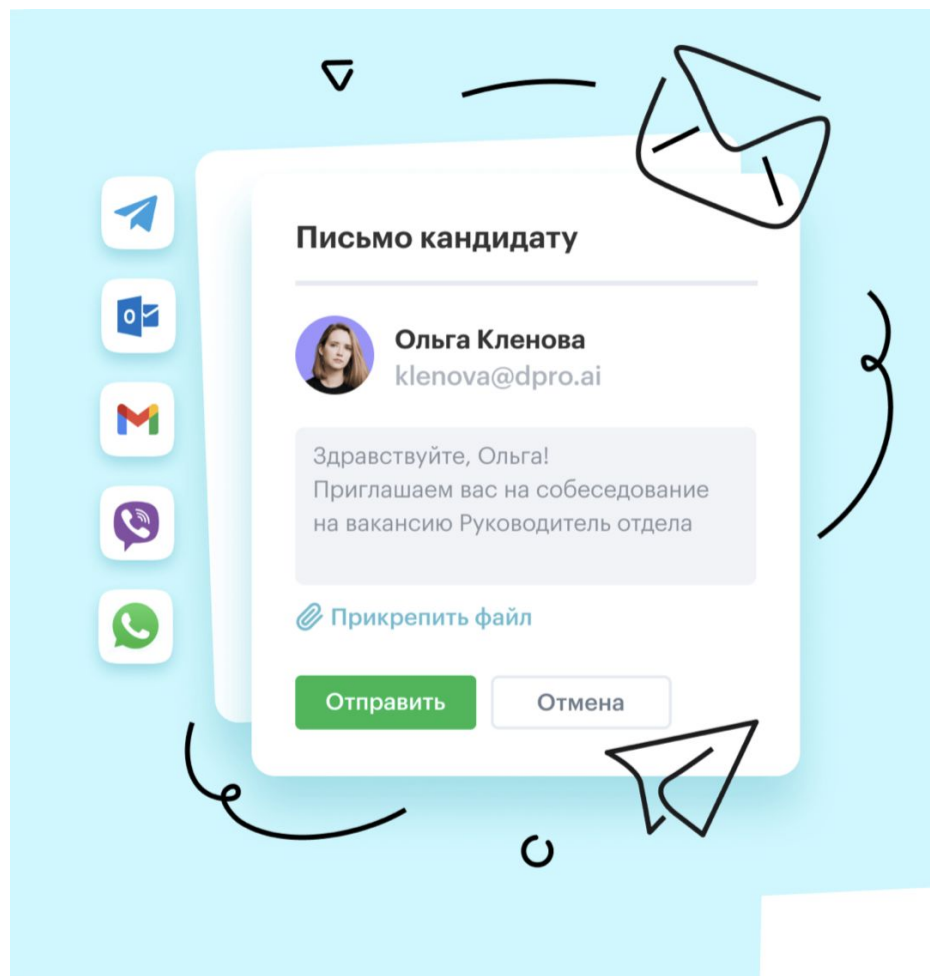 Письмо кандидату
Ольга Кленова
klenova@dpro.ai
Здравствуйте, Ольга!
Приглашаем вас на собеседование
на вакансию Руководитель отдела
Прикрепить файл
Отправить
Отмена